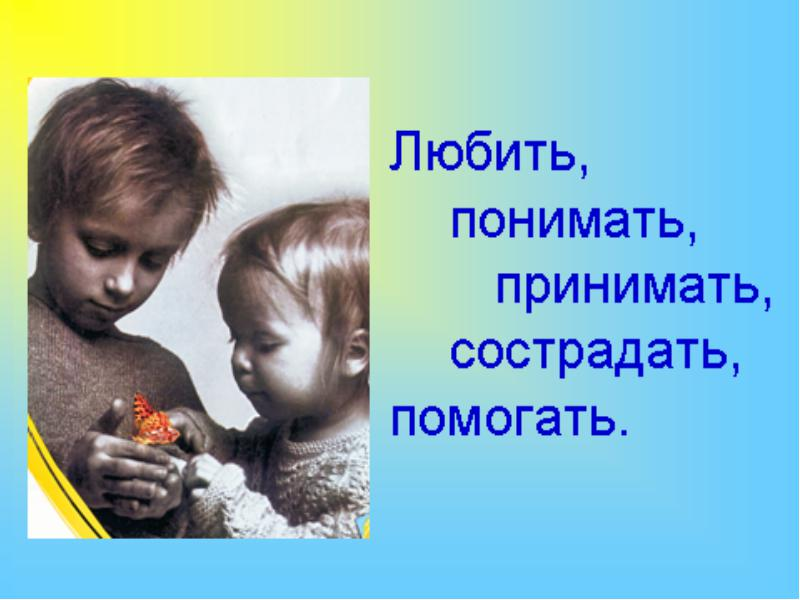 Любить,
понимать,
принимать,
сострадать,
помогать.